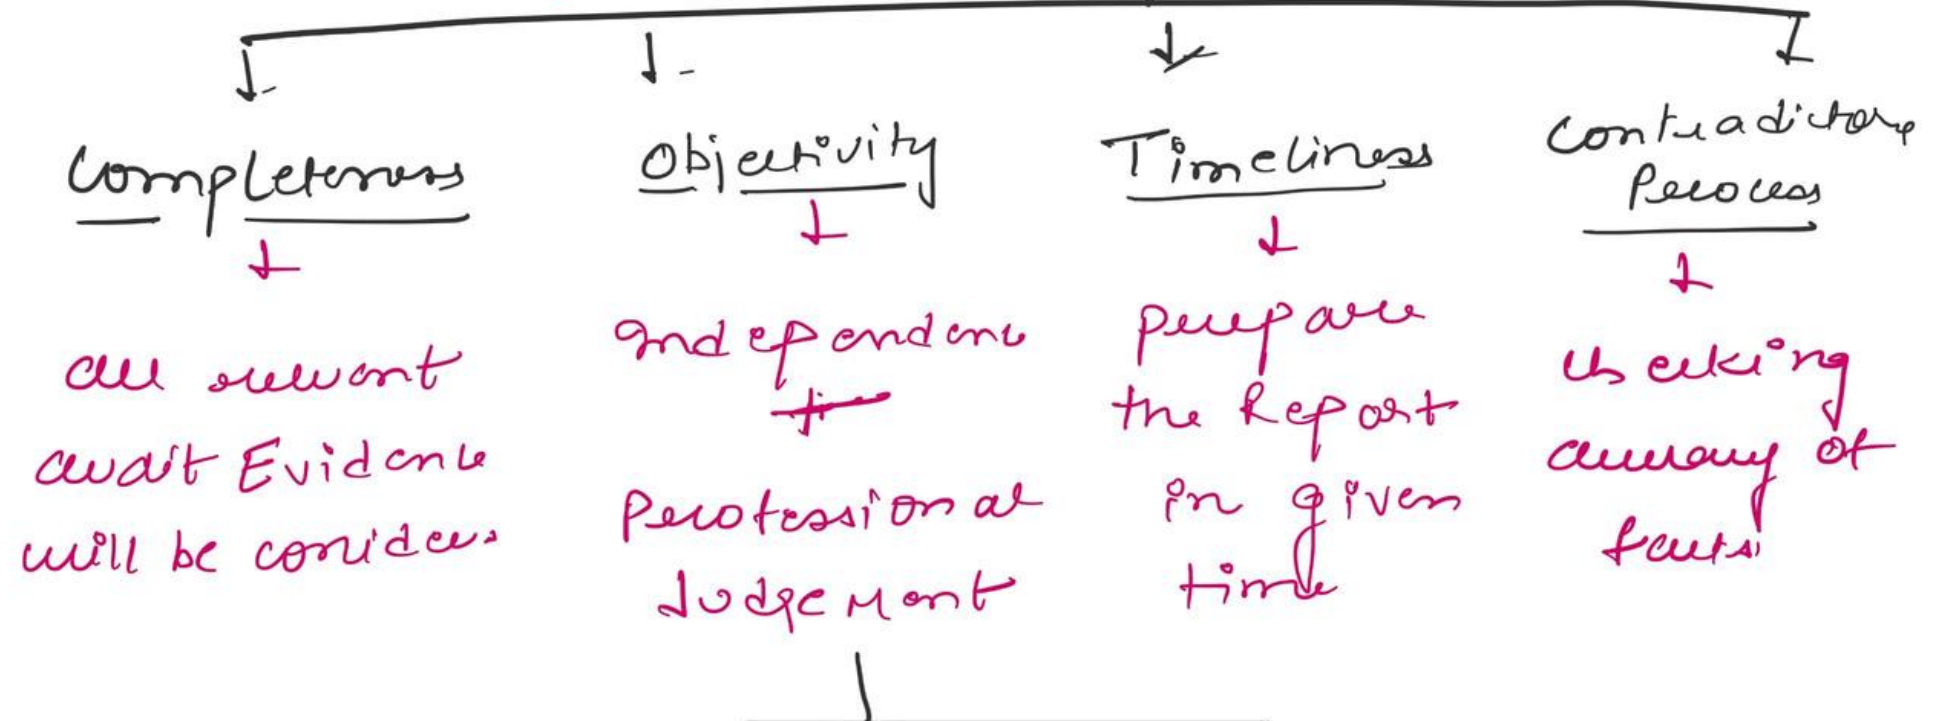 Completeness
Objectivity
Timeliness
Contradictory
Process
all relevant
audit Evidence
will be consider.
Independence
+
Professional
Judgement
prepare
the Report
in given
time
checking
accuracy of
facts